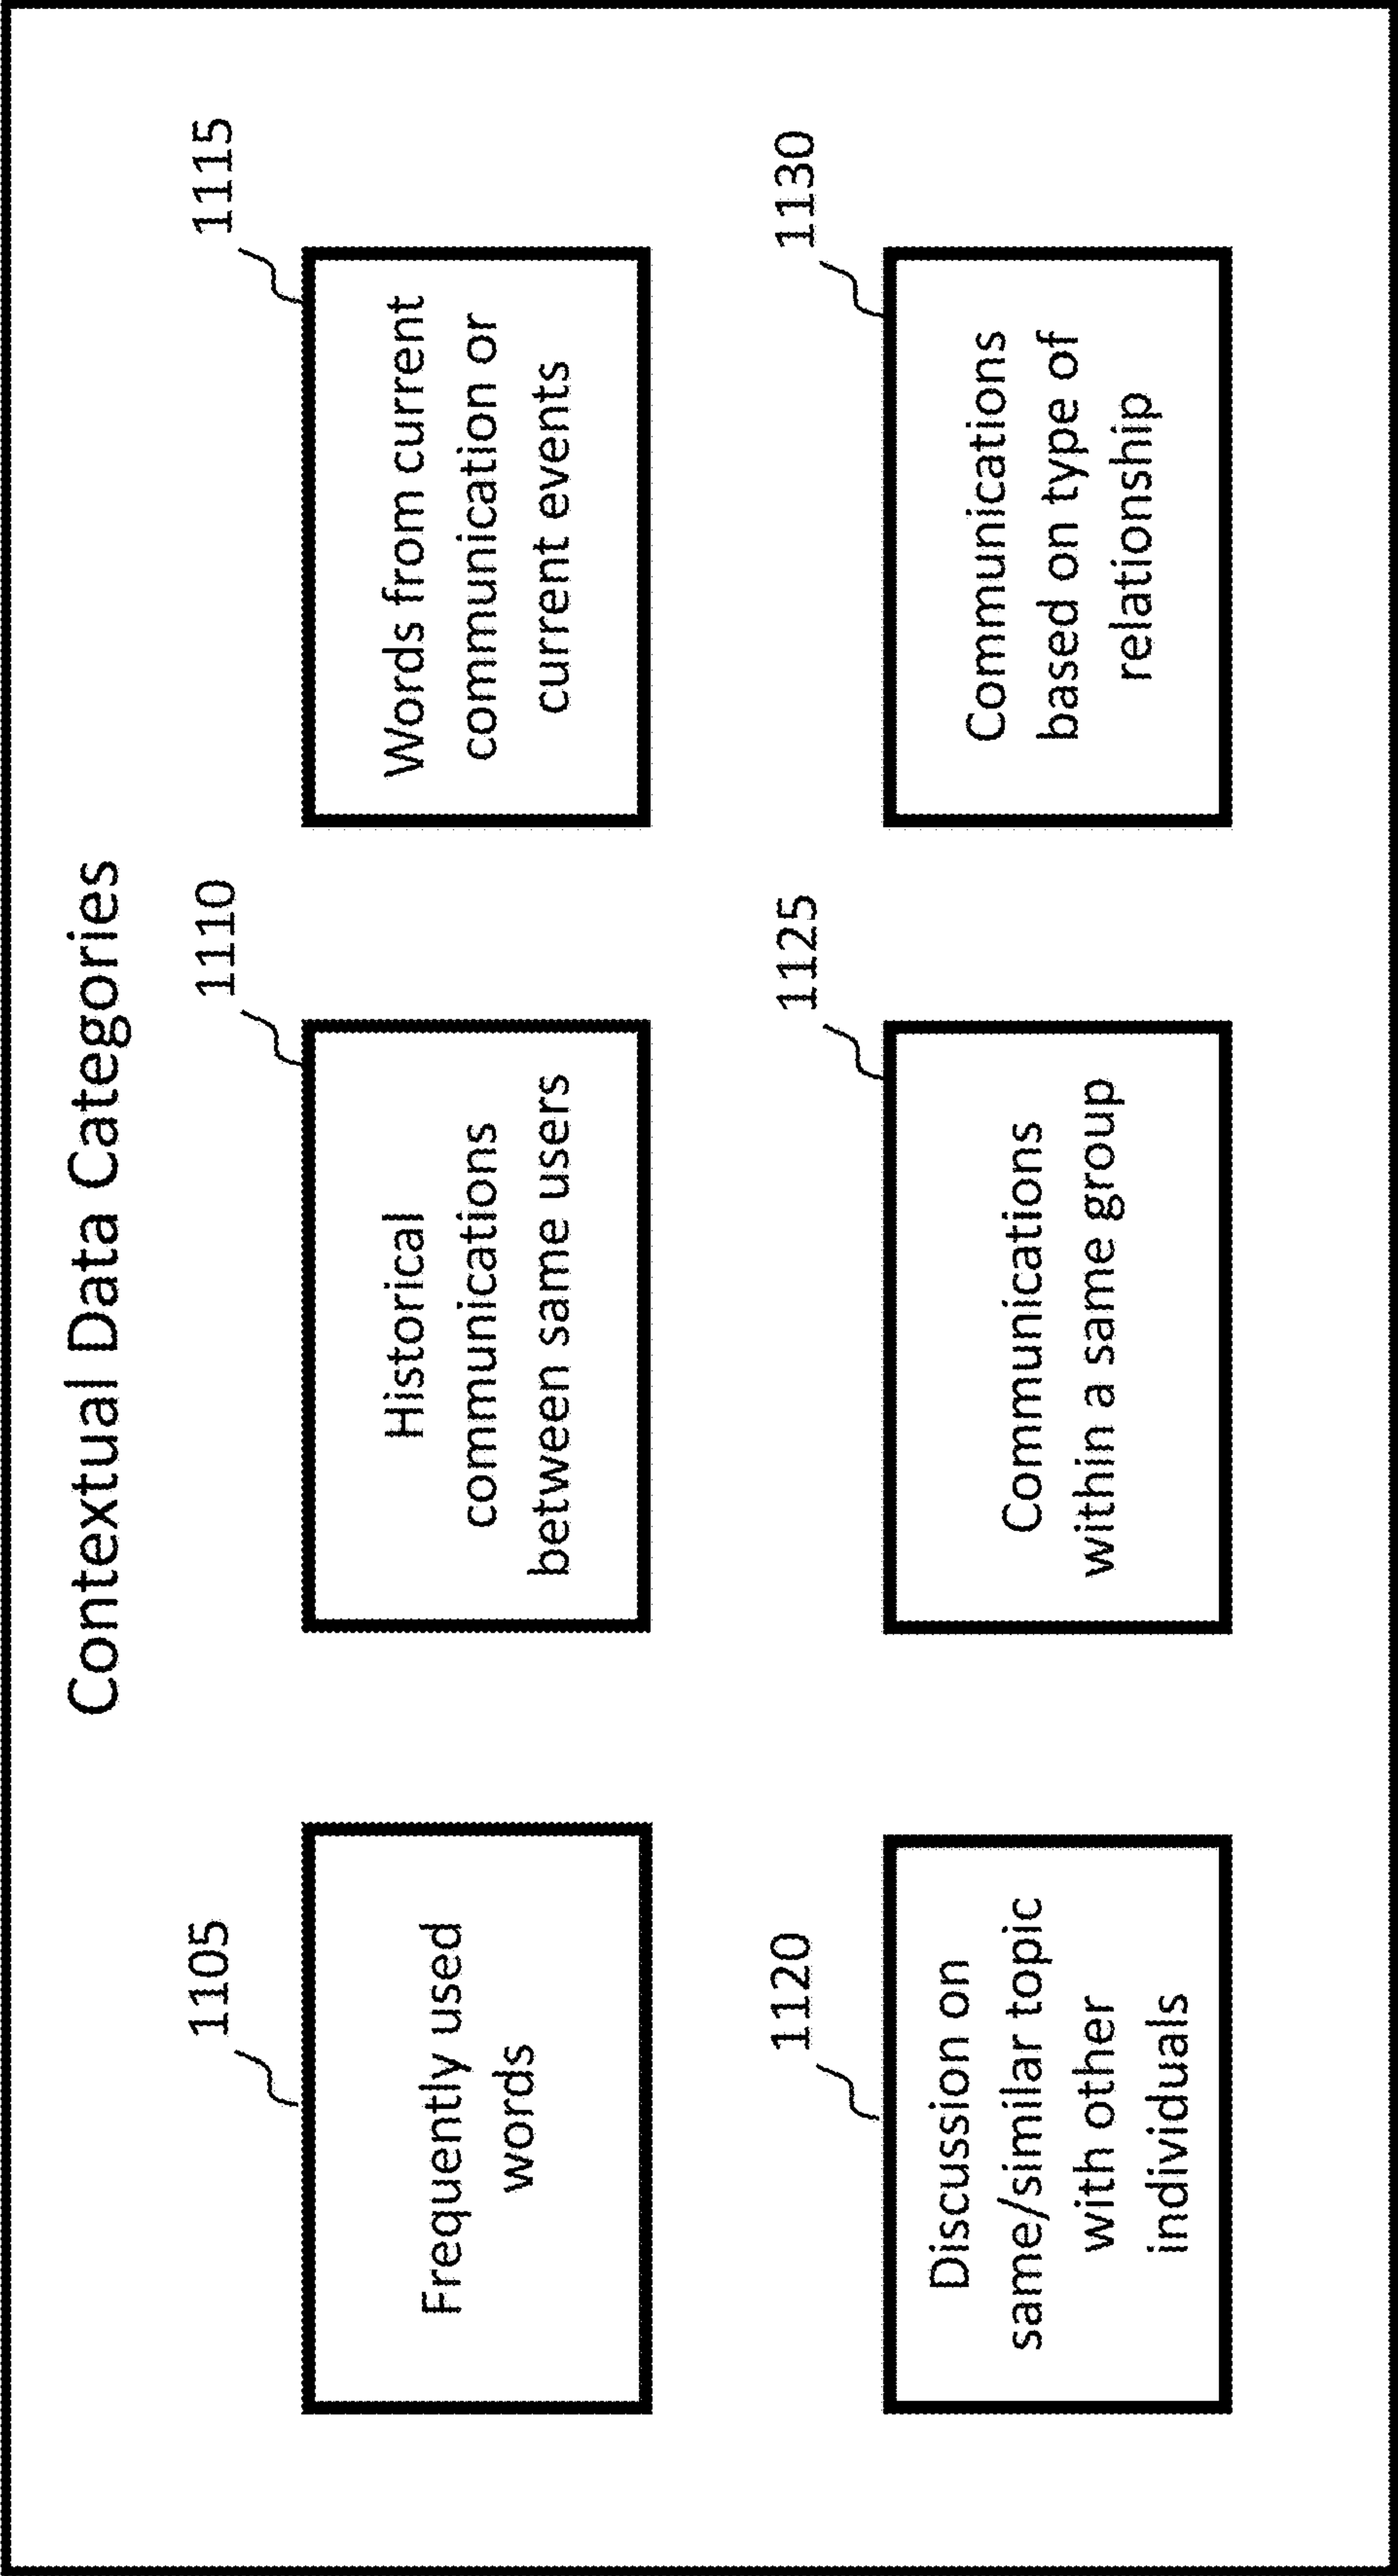 Contextual Data Categories
1105
Frequently used
words
1110
Historical
communications
between same users
1115
Words from current
communication or
current events
1120
Discussion on
same/similar topic
with other
individuals
1125
Communications
within a same group
1130
Communications
based on type of
relationship